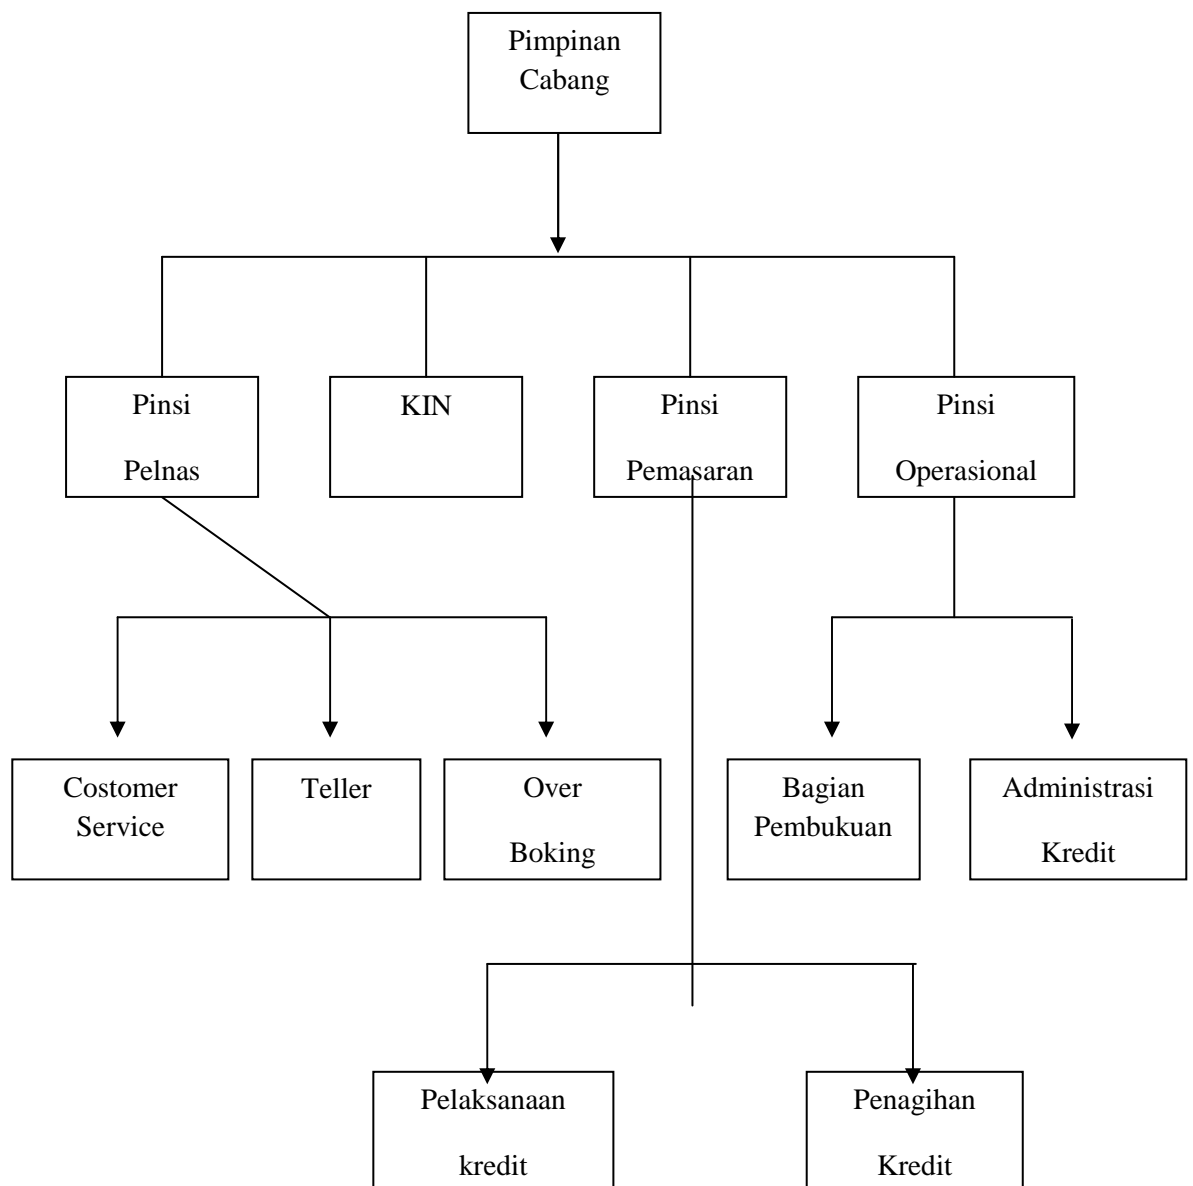 Pimpinan
Cabang
Pinsi
Pelnas
KIN
Pinsi
Pemasaran
Pinsi
Operasional
Costomer
Service
Teller
Over
Boking
Bagian
Pembukuan
Administrasi
Kredit
Pelaksanaan
kredit
Penagihan
Kredit